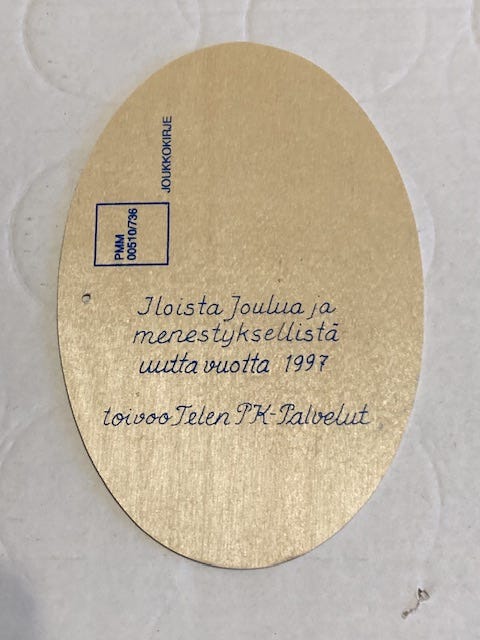 JOUKKOKIRJE
PMM
00510/736
Iloista Joulua ja
menestyksellistä
uutta vuotta 1997
toivoo Telen PK-Palvelut